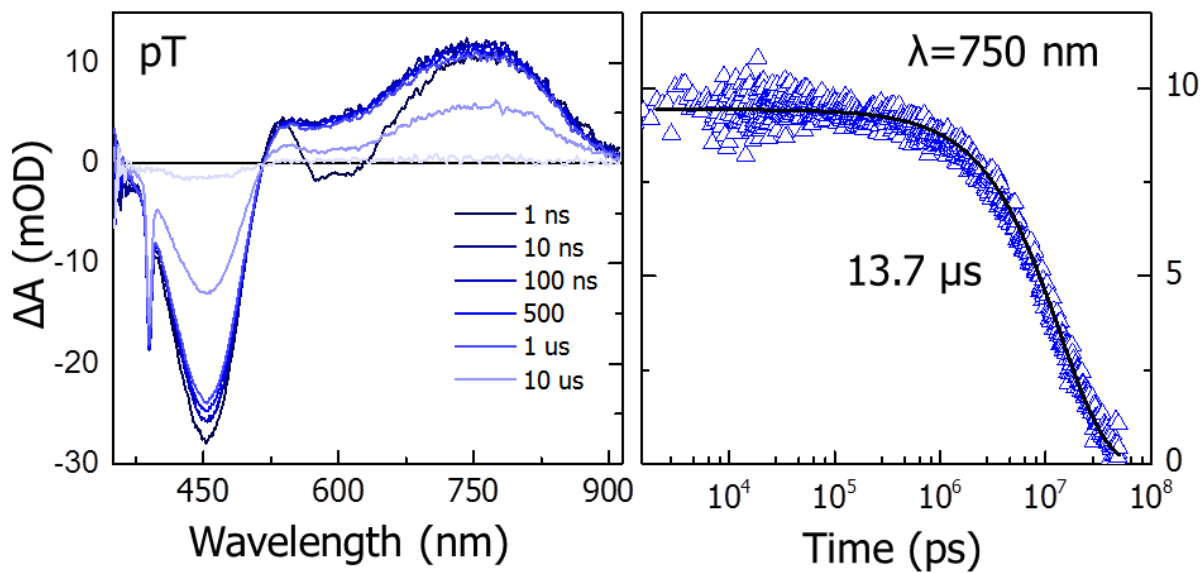 pT
ΔA (mOD)
10
0
-10
-20
-30
1 ns
10 ns
100 ns
500
1 us
10 us
450
600
750
900
Wavelength (nm)
λ=750 nm
13.7 µs
10
5
0
10⁴
10⁵
10⁶
10⁷
10⁸
Time (ps)